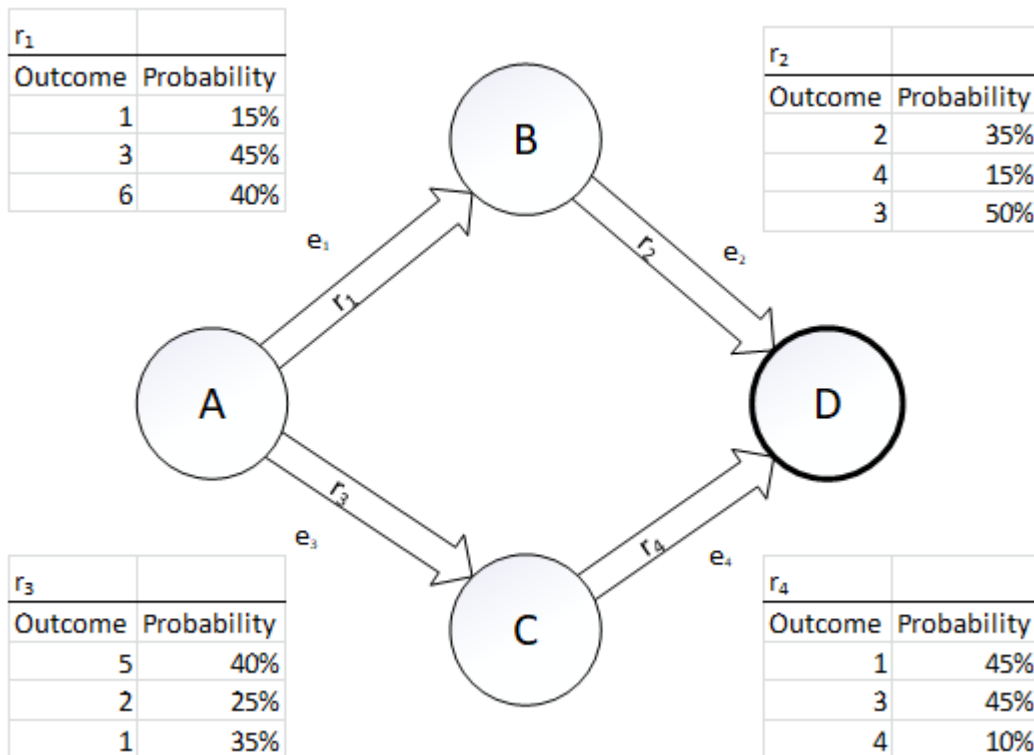 r₁
Outcome Probability
1 15%
3 45%
6 40%
r₂
Outcome Probability
2 35%
4 15%
3 50%
B
e₁
r₁
r₂
e₂
A
D
r₃
e₃
r₄
e₄
C
r₃
Outcome Probability
5 40%
2 25%
1 35%
r₄
Outcome Probability
1 45%
3 45%
4 10%